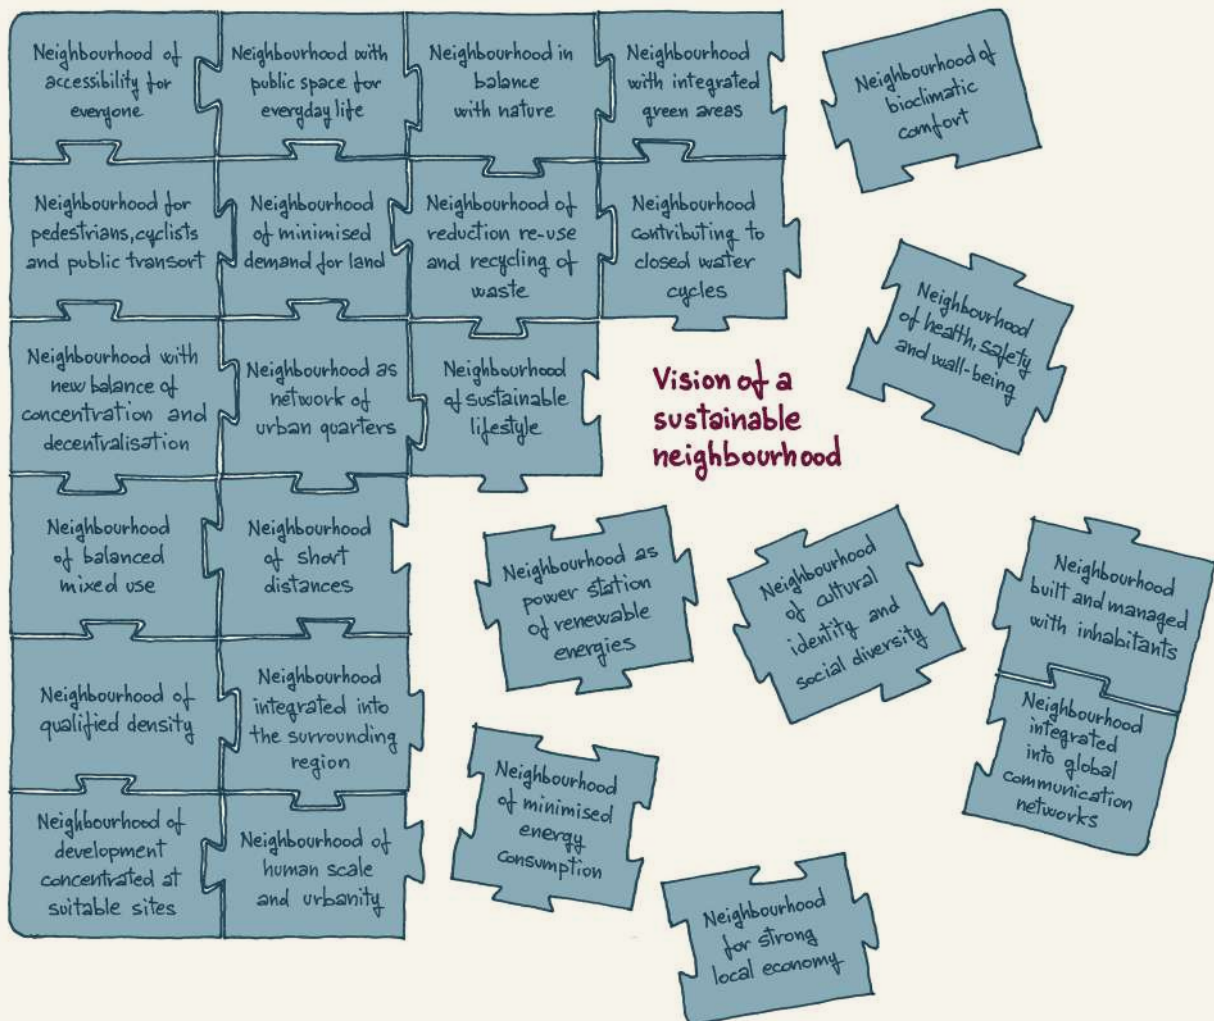 Neighbourhood of
accessibility for
everyone
Neighbourhood with
public space for
everyday life
Neighbourhood in
balance
with nature
Neighbourhood
with integrated
green areas
Neighbourhood of
bioclimatic
comfort
Neighbourhood for
pedestrians, cyclists
and public transort
Neighbourhood
of minimised
demand for land
Neighbourhood of
reduction re-use
and recycling of
waste
Neighbourhood
contributing to
closed water
cycles
Neighbourhood
of health, safety
and wall-being
Neighbourhood with
new balance of
concentration and
decentralisation
Neighbourhood as
network of
urban quarters
Neighbourhood
of sustainable
lifestyle
Vision of a
sustainable
neighbourhood
Neighbourhood
of balanced
mixed use
Neighbourhood
of short
distances
Neighbourhood as
power station
of renewable
energies
Neighbourhood
of cultural
identity and
social diversity
Neighbourhood
built and managed
with inhabitants
Neighbourhood of
qualified density
Neighbourhood
integrated into
the surrounding
region
Neighbourhood
integrated
into global
communication
networks
Neighbourhood
of minimised
energy
consumption
Neighbourhood of
development
concentrated at
suitable sites
Neighbourhood of
human scale
and urbanity
Neighbourhood
for strong
local economy